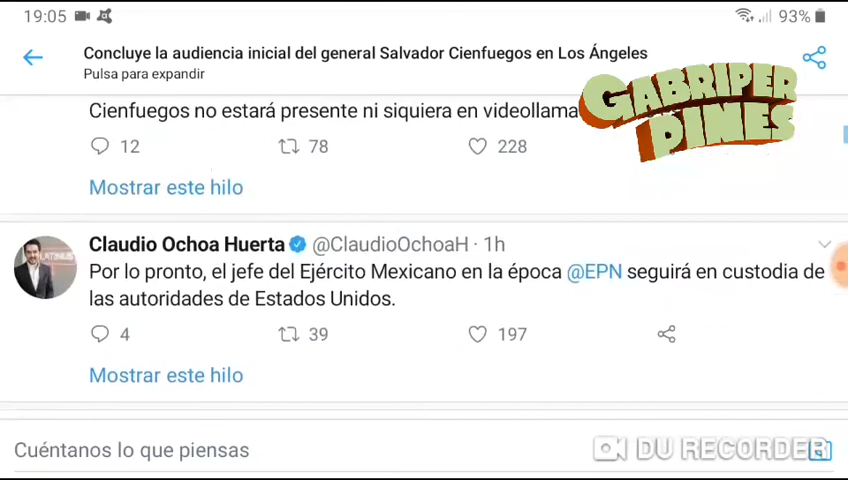 19:05
93%
Concluye la audiencia inicial del general Salvador Cienfuegos en Los Ángeles
Pulsa para expandir
GABRIPER
PINES
Cienfuegos no estará presente ni siquiera en videollama
12 78 228
Mostrar este hilo
Claudio Ochoa Huerta @ClaudioOchoaH · 1h
LATINUS
Por lo pronto, el jefe del Ejército Mexicano en la época @EPN seguirá en custodia de
las autoridades de Estados Unidos.
4 39 197
Mostrar este hilo
Cuéntanos lo que piensas
DU RECORDER